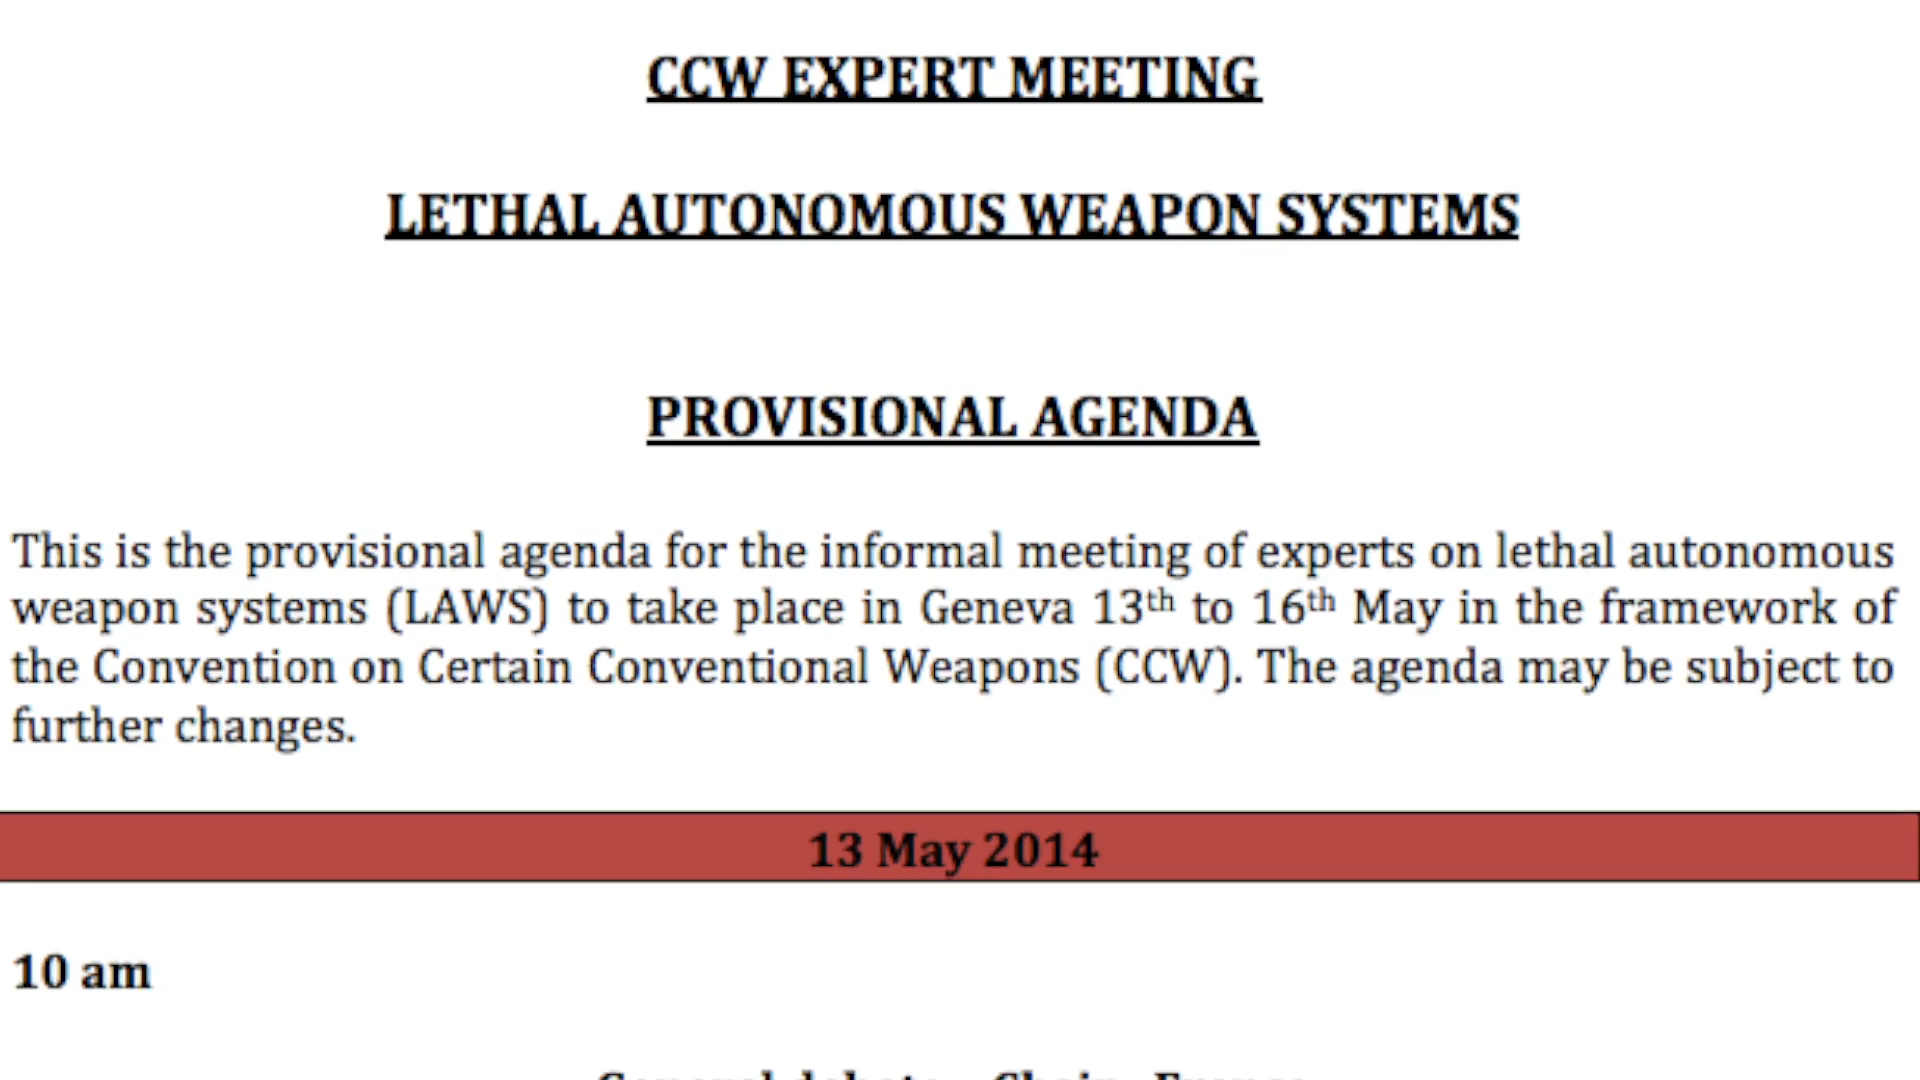 CCW EXPERT MEETING
LETHAL AUTONOMOUS WEAPON SYSTEMS
PROVISIONAL AGENDA
This is the provisional agenda for the informal meeting of experts on lethal autonomous
weapon systems (LAWS) to take place in Geneva 13th to 16th May in the framework of
the Convention on Certain Conventional Weapons (CCW). The agenda may be subject to
further changes.
13 May 2014
10 am